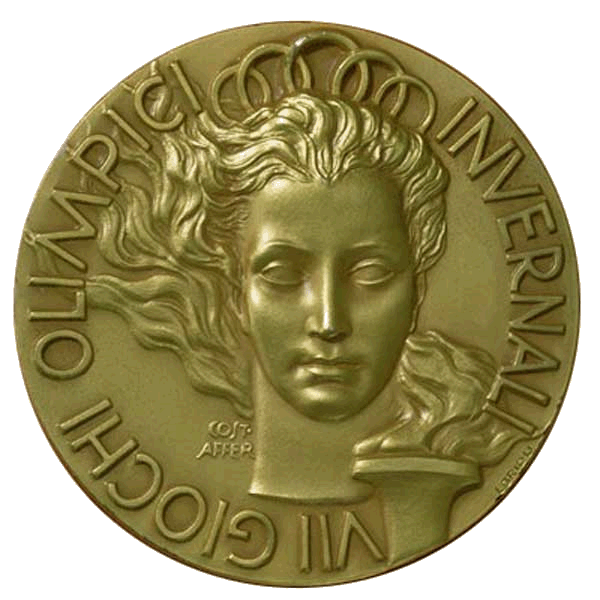 VII GIOCHI OLIMPICI INVERNALI
COST·
AFFER